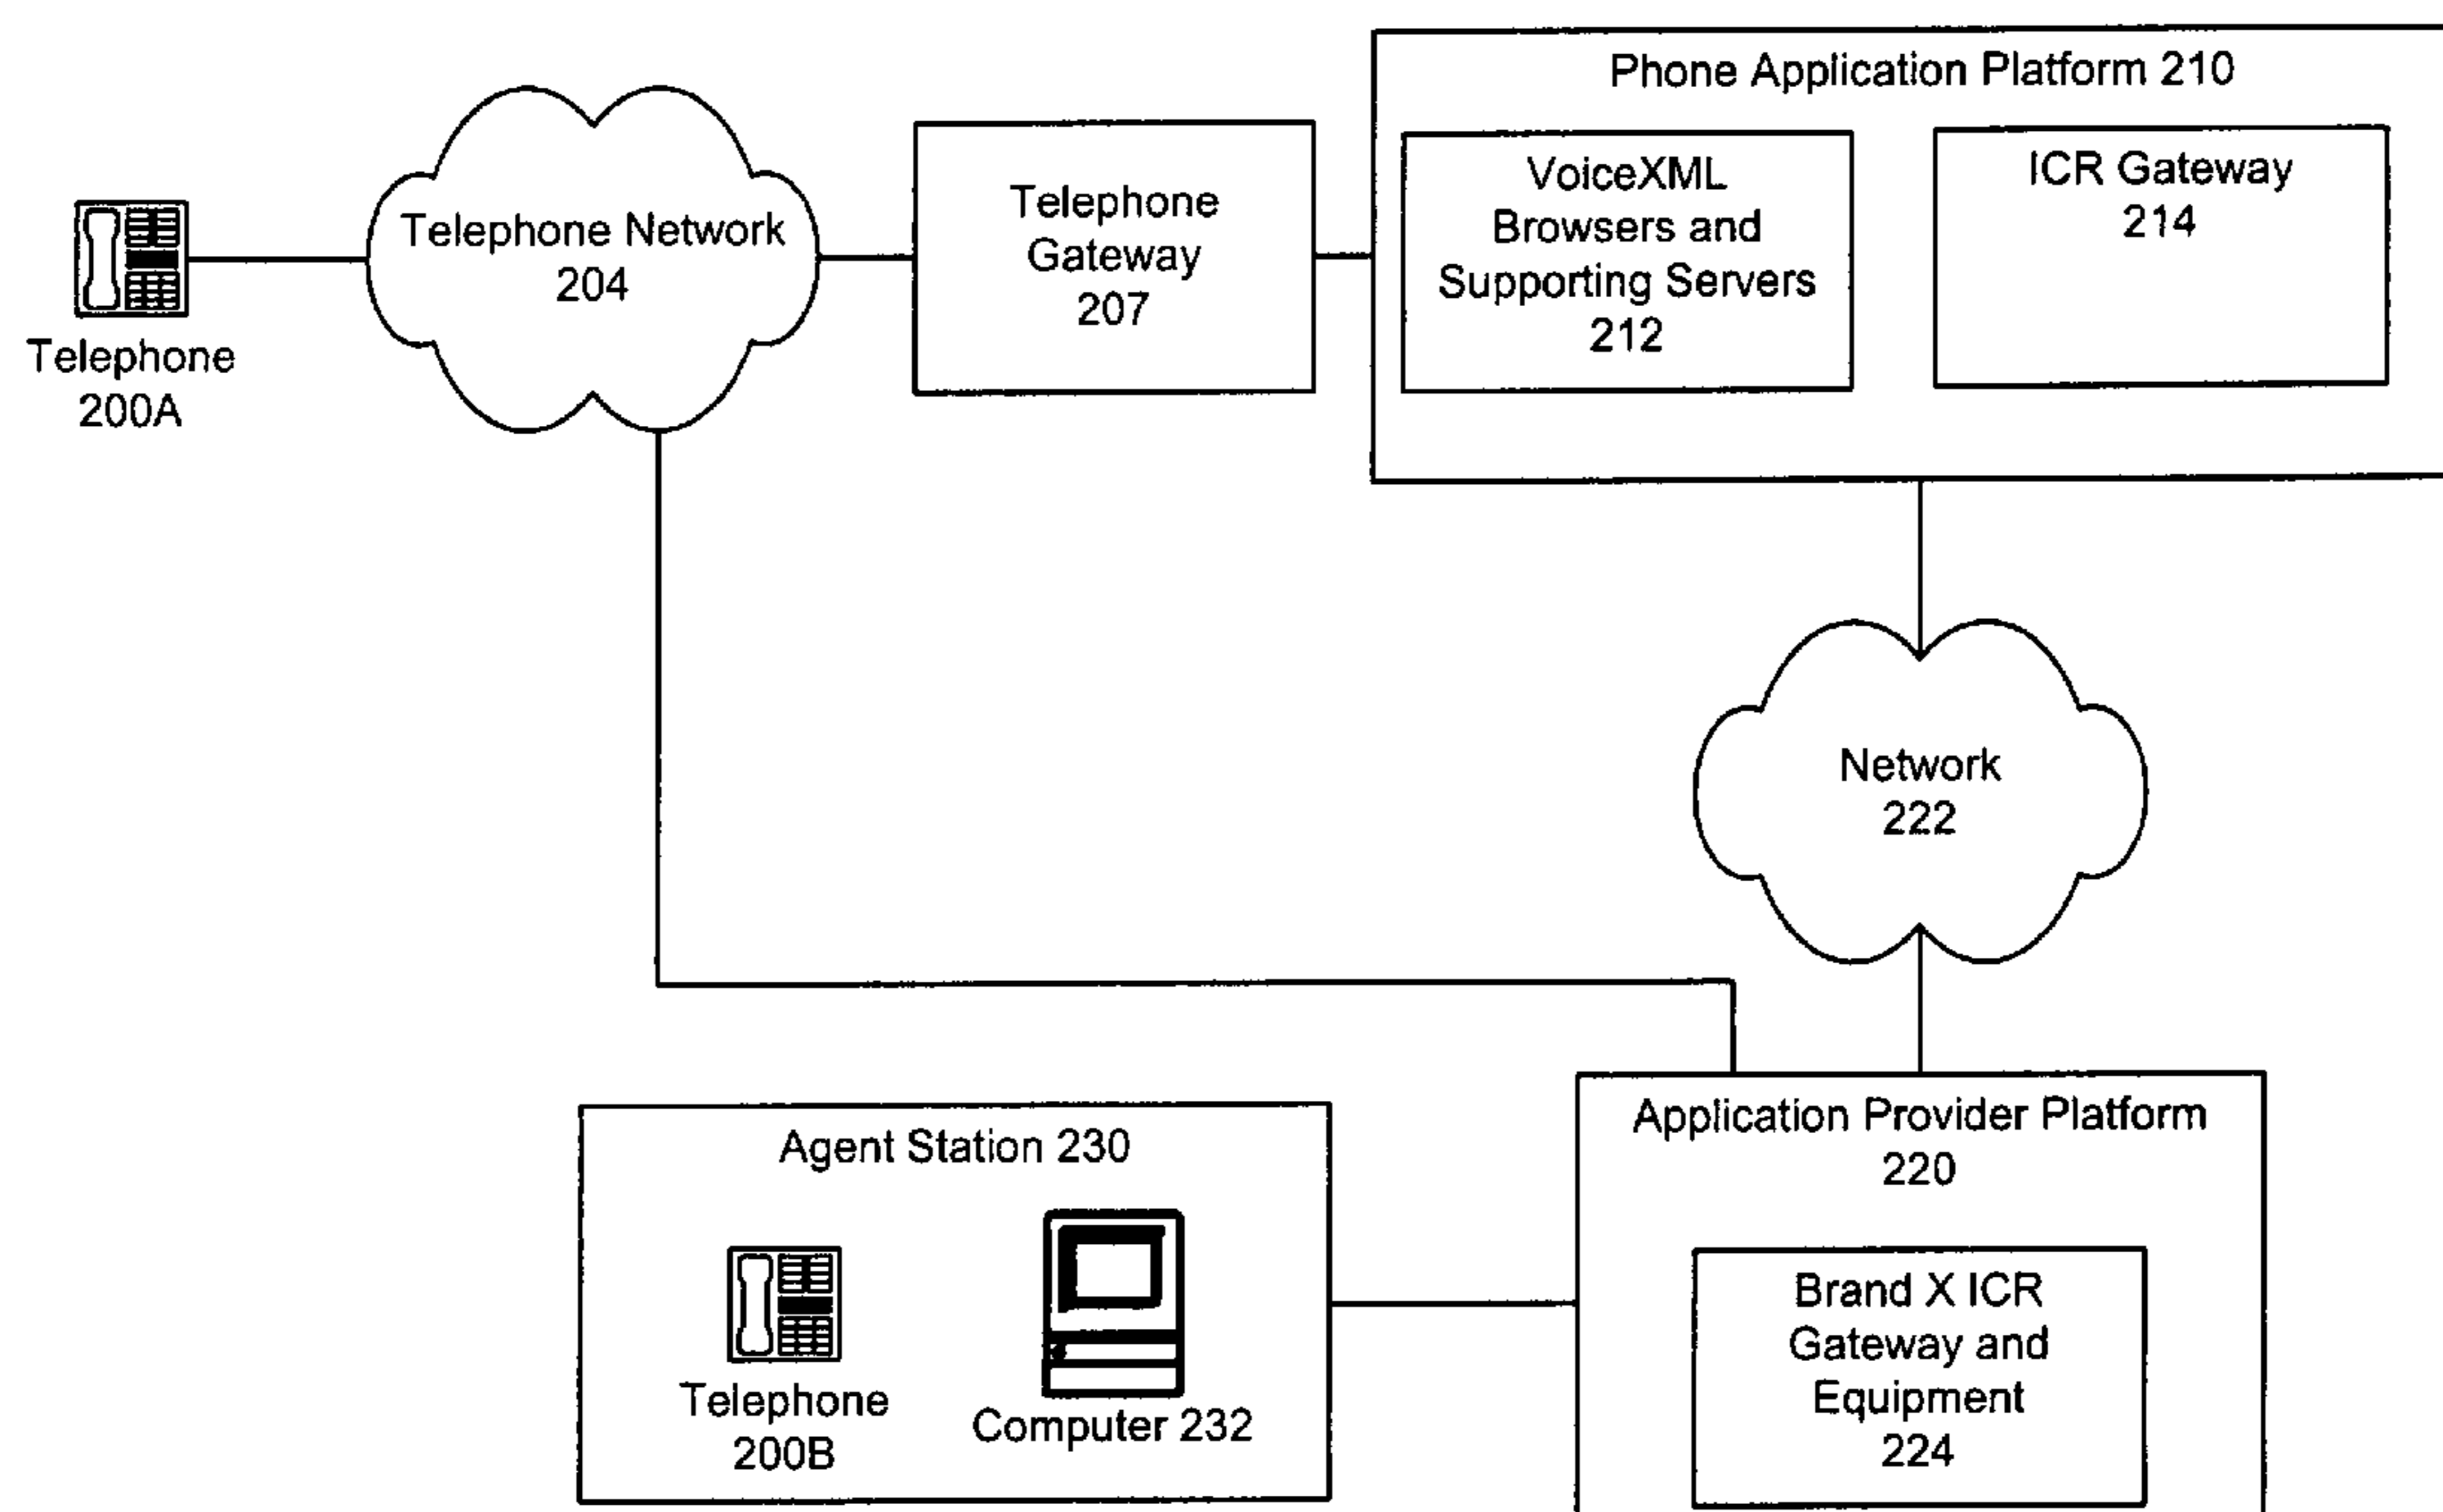 Phone Application Platform 210
VoiceXML
Browsers and
Supporting Servers
212
ICR Gateway
214
Telephone
Gateway
207
Telephone Network
204
Telephone
200A
Network
222
Application Provider Platform
220
Brand X ICR
Gateway and
Equipment
224
Agent Station 230
Telephone
200B
Computer 232